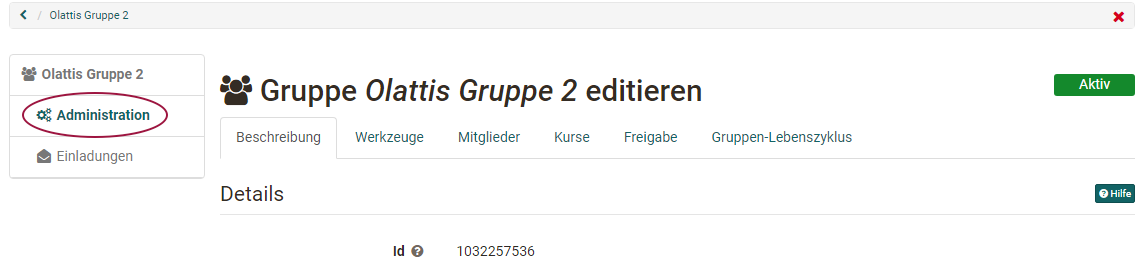 / Olattis Gruppe 2
Olattis Gruppe 2
Administration
Einladungen
Gruppe Olattis Gruppe 2 editieren
Aktiv
Beschreibung Werkzeuge Mitglieder Kurse Freigabe Gruppen-Lebenszyklus
Details
Hilfe
Id 1032257536